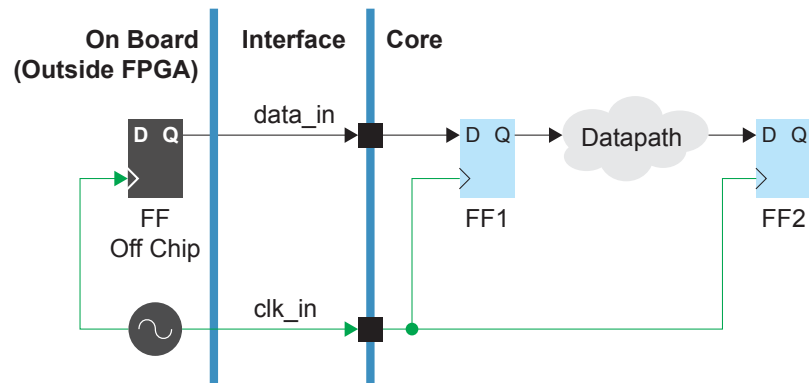 On Board
(Outside FPGA)
Interface
Core
data_in
D Q
D Q
Datapath
D Q
FF
Off Chip
FF1
FF2
clk_in